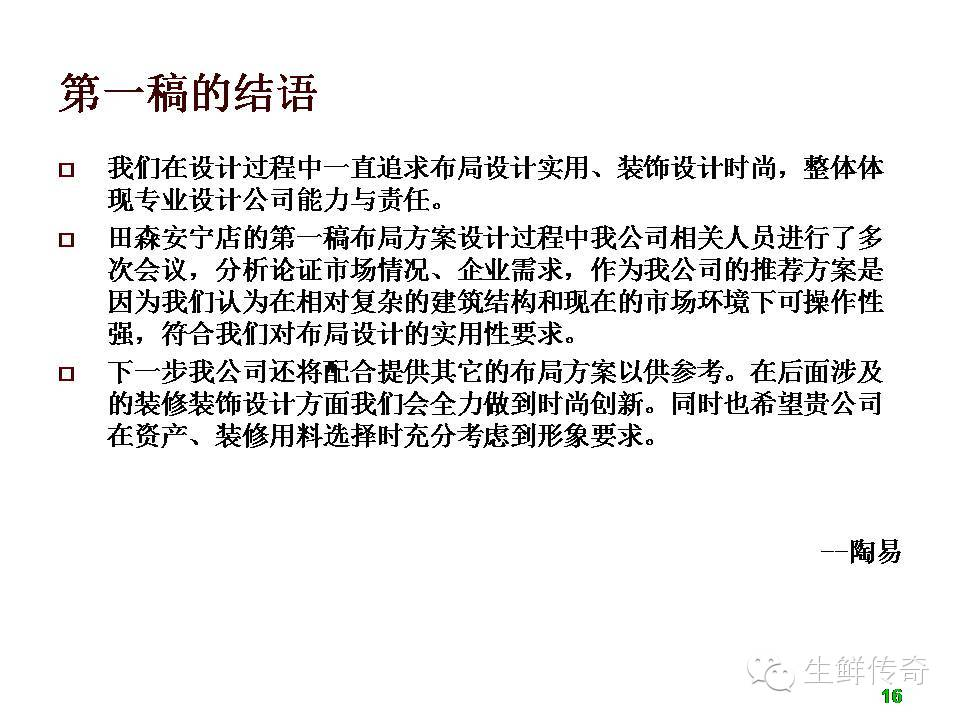 第一稿的结语
我们在设计过程中一直追求布局设计实用、装饰设计时尚，整体体
现专业设计公司能力与责任。
田森安宁店的第一稿布局方案设计过程中我公司相关人员进行了多
次会议，分析论证市场情况、企业需求，作为我公司的推荐方案是
因为我们认为在相对复杂的建筑结构和现在的市场环境下可操作性
强，符合我们对布局设计的实用性要求。
下一步我公司还将配合提供其它的布局方案以供参考。在后面涉及
的装修装饰设计方面我们会全力做到时尚创新。同时也希望贵公司
在资产、装修用料选择时充分考虑到形象要求。
--陶易
生鲜传奇
16